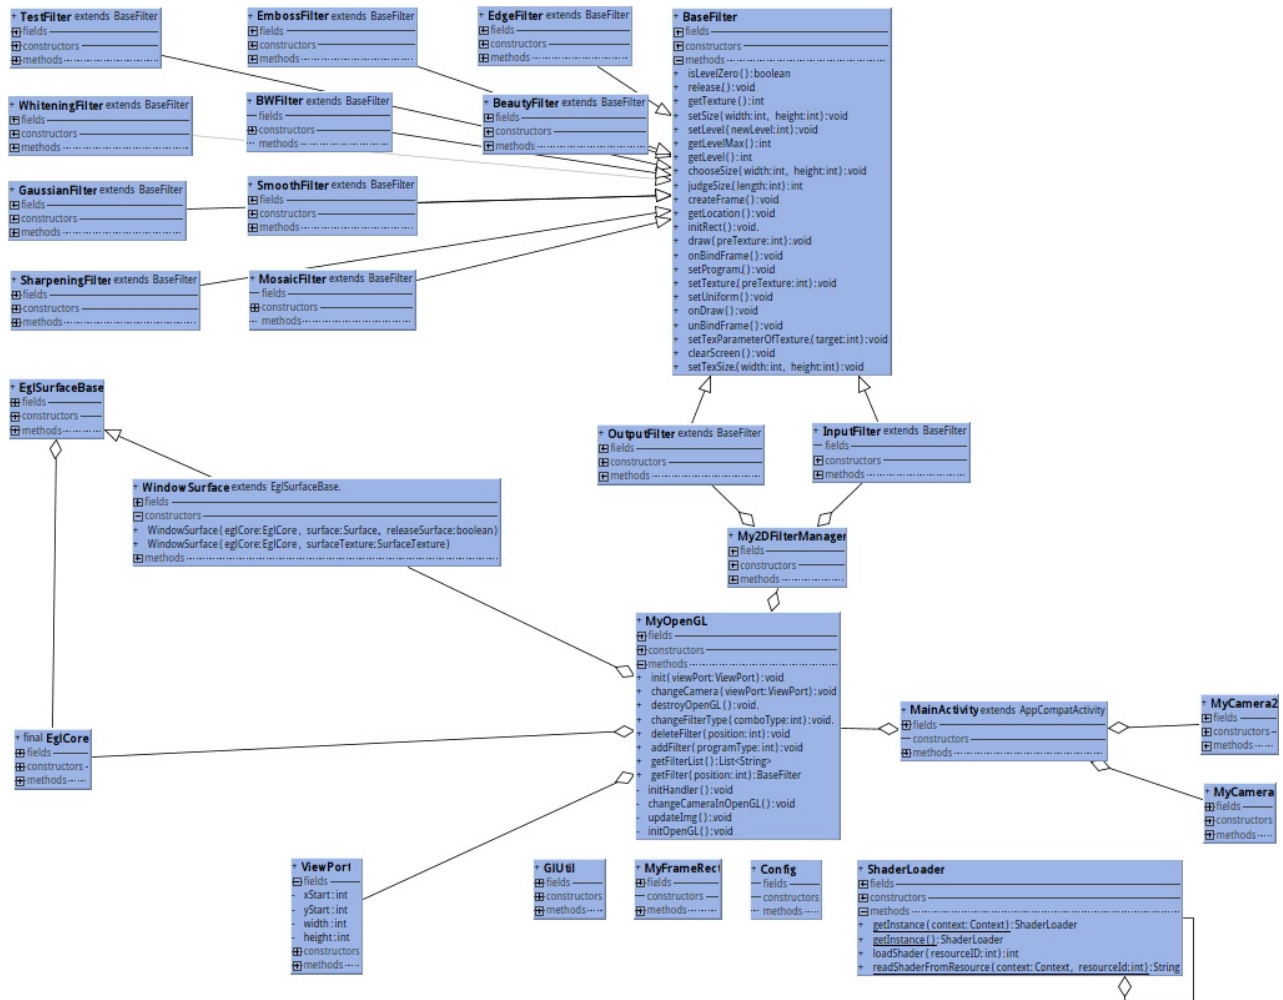 + TestFilter extends BaseFilter
fields
constructors
methods
+ EmbossFilter extends BaseFilter
fields
constructors
methods
+ EdgeFilter extends BaseFilter
fields
constructors
methods
+ BaseFilter
fields
constructors
methods
+ isLevelZero():boolean
+ release():void
+ getTexture():int
+ setSize(width:int, height:int):void
+ setLevel(newLevel:int):void
+ getLevelMax():int
+ getLevel():int
+ chooseSize(width:int, height:int):void
+ judgeSize(length:int):int
+ createFrame():void
+ getLocation():void
+ initRect():void
+ draw(preTexture:int):void
+ onBindFrame():void
+ setProgram():void
+ setTexture(preTexture:int):void
+ setUniform():void
+ onDraw():void
+ unBindFrame():void
+ setTexParameterOfTexture(target:int):void
+ clearScreen():void
+ setTexSize(width:int, height:int):void
+ WhiteningFilter extends BaseFilter
fields
constructors
methods
+ BWFilter extends BaseFilter
fields
constructors
methods
+ BeautyFilter extends BaseFilter
fields
constructors
methods
+ GaussianFilter extends BaseFilter
fields
constructors
methods
+ SmoothFilter extends BaseFilter
fields
constructors
methods
+ SharpeningFilter extends BaseFilter
fields
constructors
methods
+ MosaicFilter extends BaseFilter
fields
constructors
methods
+ EglSurfaceBase
fields
constructors
methods
+ OutputFilter extends BaseFilter
fields
constructors
methods
+ InputFilter extends BaseFilter
fields
constructors
methods
+ WindowSurface extends EglSurfaceBase
fields
constructors
+ WindowSurface(eglCore:EglCore, surface:Surface, releaseSurface:boolean)
+ WindowSurface(eglCore:EglCore, surfaceTexture:SurfaceTexture)
methods
+ My2DFilterManager
fields
constructors
methods
+ MyOpenGL
fields
constructors
methods
+ init(viewPort:ViewPort):void
+ changeCamera(viewPort:ViewPort):void
+ destroyOpenGL():void
+ changeFilterType(comboType:int):void
+ deleteFilter(position:int):void
+ addFilter(programType:int):void
+ getFilterList():List<String>
+ getFilter(position:int):BaseFilter
- initHandler():void
- changeCameraInOpenGL():void
- updateImg():void
- initOpenGL():void
+ MainActivity extends AppCompatActivity
fields
constructors
methods
+ MyCamera2
fields
constructors
methods
+ MyCamera
fields
constructors
methods
+ final EglCore
fields
constructors
methods
+ ViewPort
fields
- xStart:int
- yStart:int
- width:int
- height:int
constructors
methods
+ GlUtil
fields
constructors
methods
+ MyFrameRect
fields
constructors
methods
+ Config
fields
constructors
methods
+ ShaderLoader
fields
constructors
methods
+ getInstance(context:Context):ShaderLoader
+ getInstance():ShaderLoader
+ loadShader(resourceID:int):int
+ readShaderFromResource(context:Context, resourceId:int):String